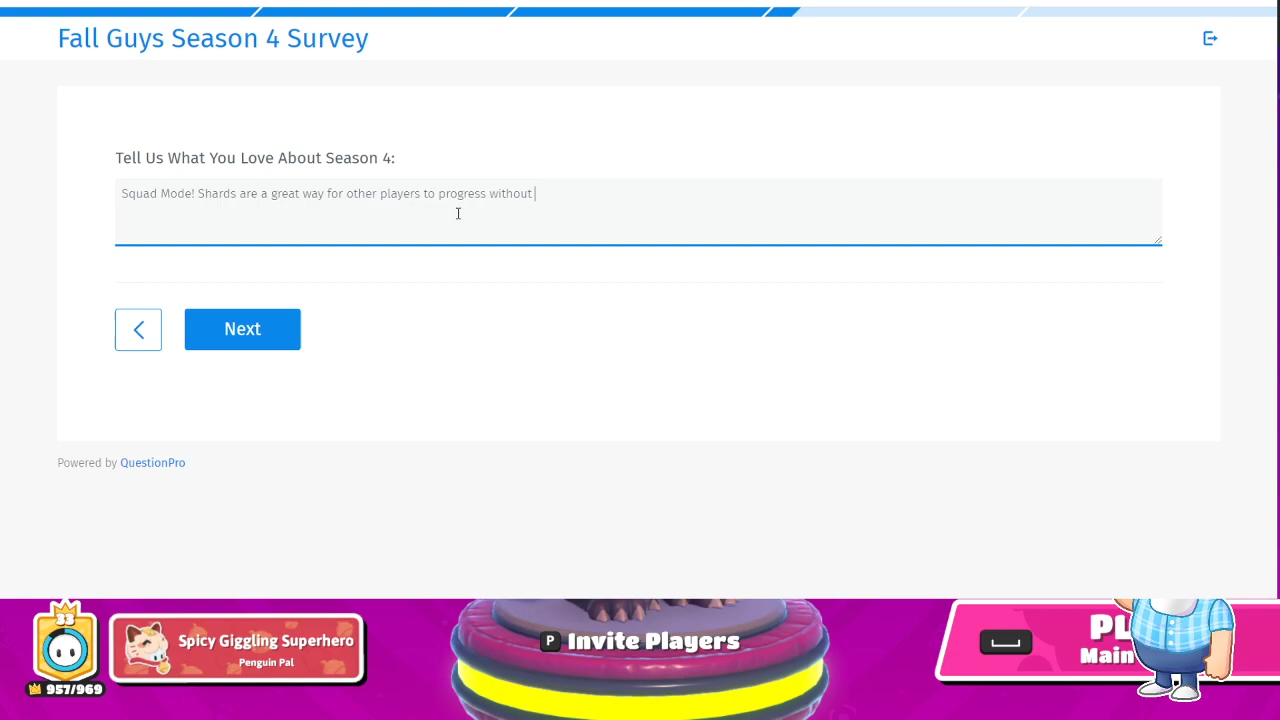 Fall Guys Season 4 Survey
Tell Us What You Love About Season 4:
Squad Mode! Shards are a great way for other players to progress without
Next
Powered by QuestionPro
33
957/969
Spicy Giggling Superhero
Penguin Pal
P Invite Players
PL
Main